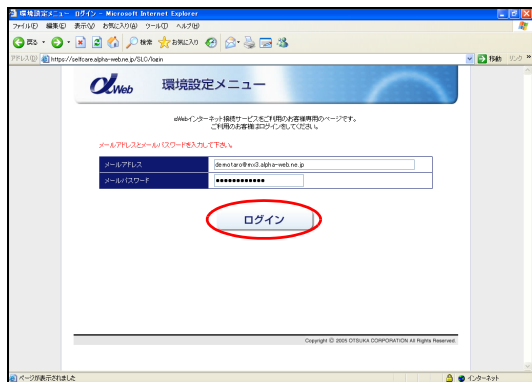 環境設定メニュー ログイン - Microsoft Internet Explorer
ファイル(F) 編集(E) 表示(V) お気に入り(A) ツール(T) ヘルプ(H)
戻る 検索 お気に入り
アドレス(D) https://selfcare.alpha-web.ne.jp/SLC/login 移動 リンク »
αWeb 環境設定メニュー
αWebインターネット接続サービスをご利用のお客様専用のページです。
ご利用のお客様はログインをしてください。
メールアドレスとメールパスワードを入力して下さい。
メールアドレス demotaro@mx3.alpha-web.ne.jp
メールパスワード ●●●●●●●●●●●●
ログイン
Copyright © 2005 OTSUKA CORPORATION All Rights Reserved.
ページが表示されました インターネット